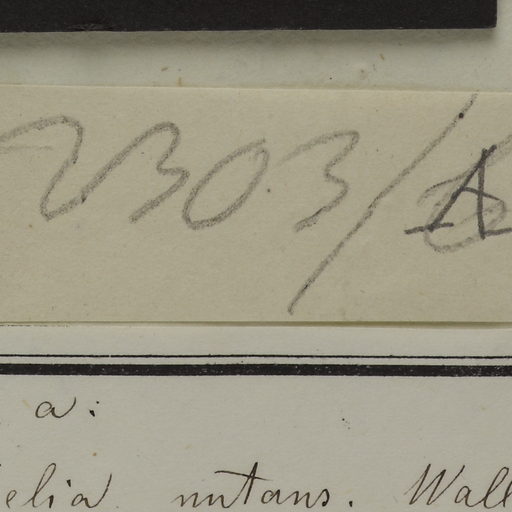 2303/A
a:
elia nutans. Wall